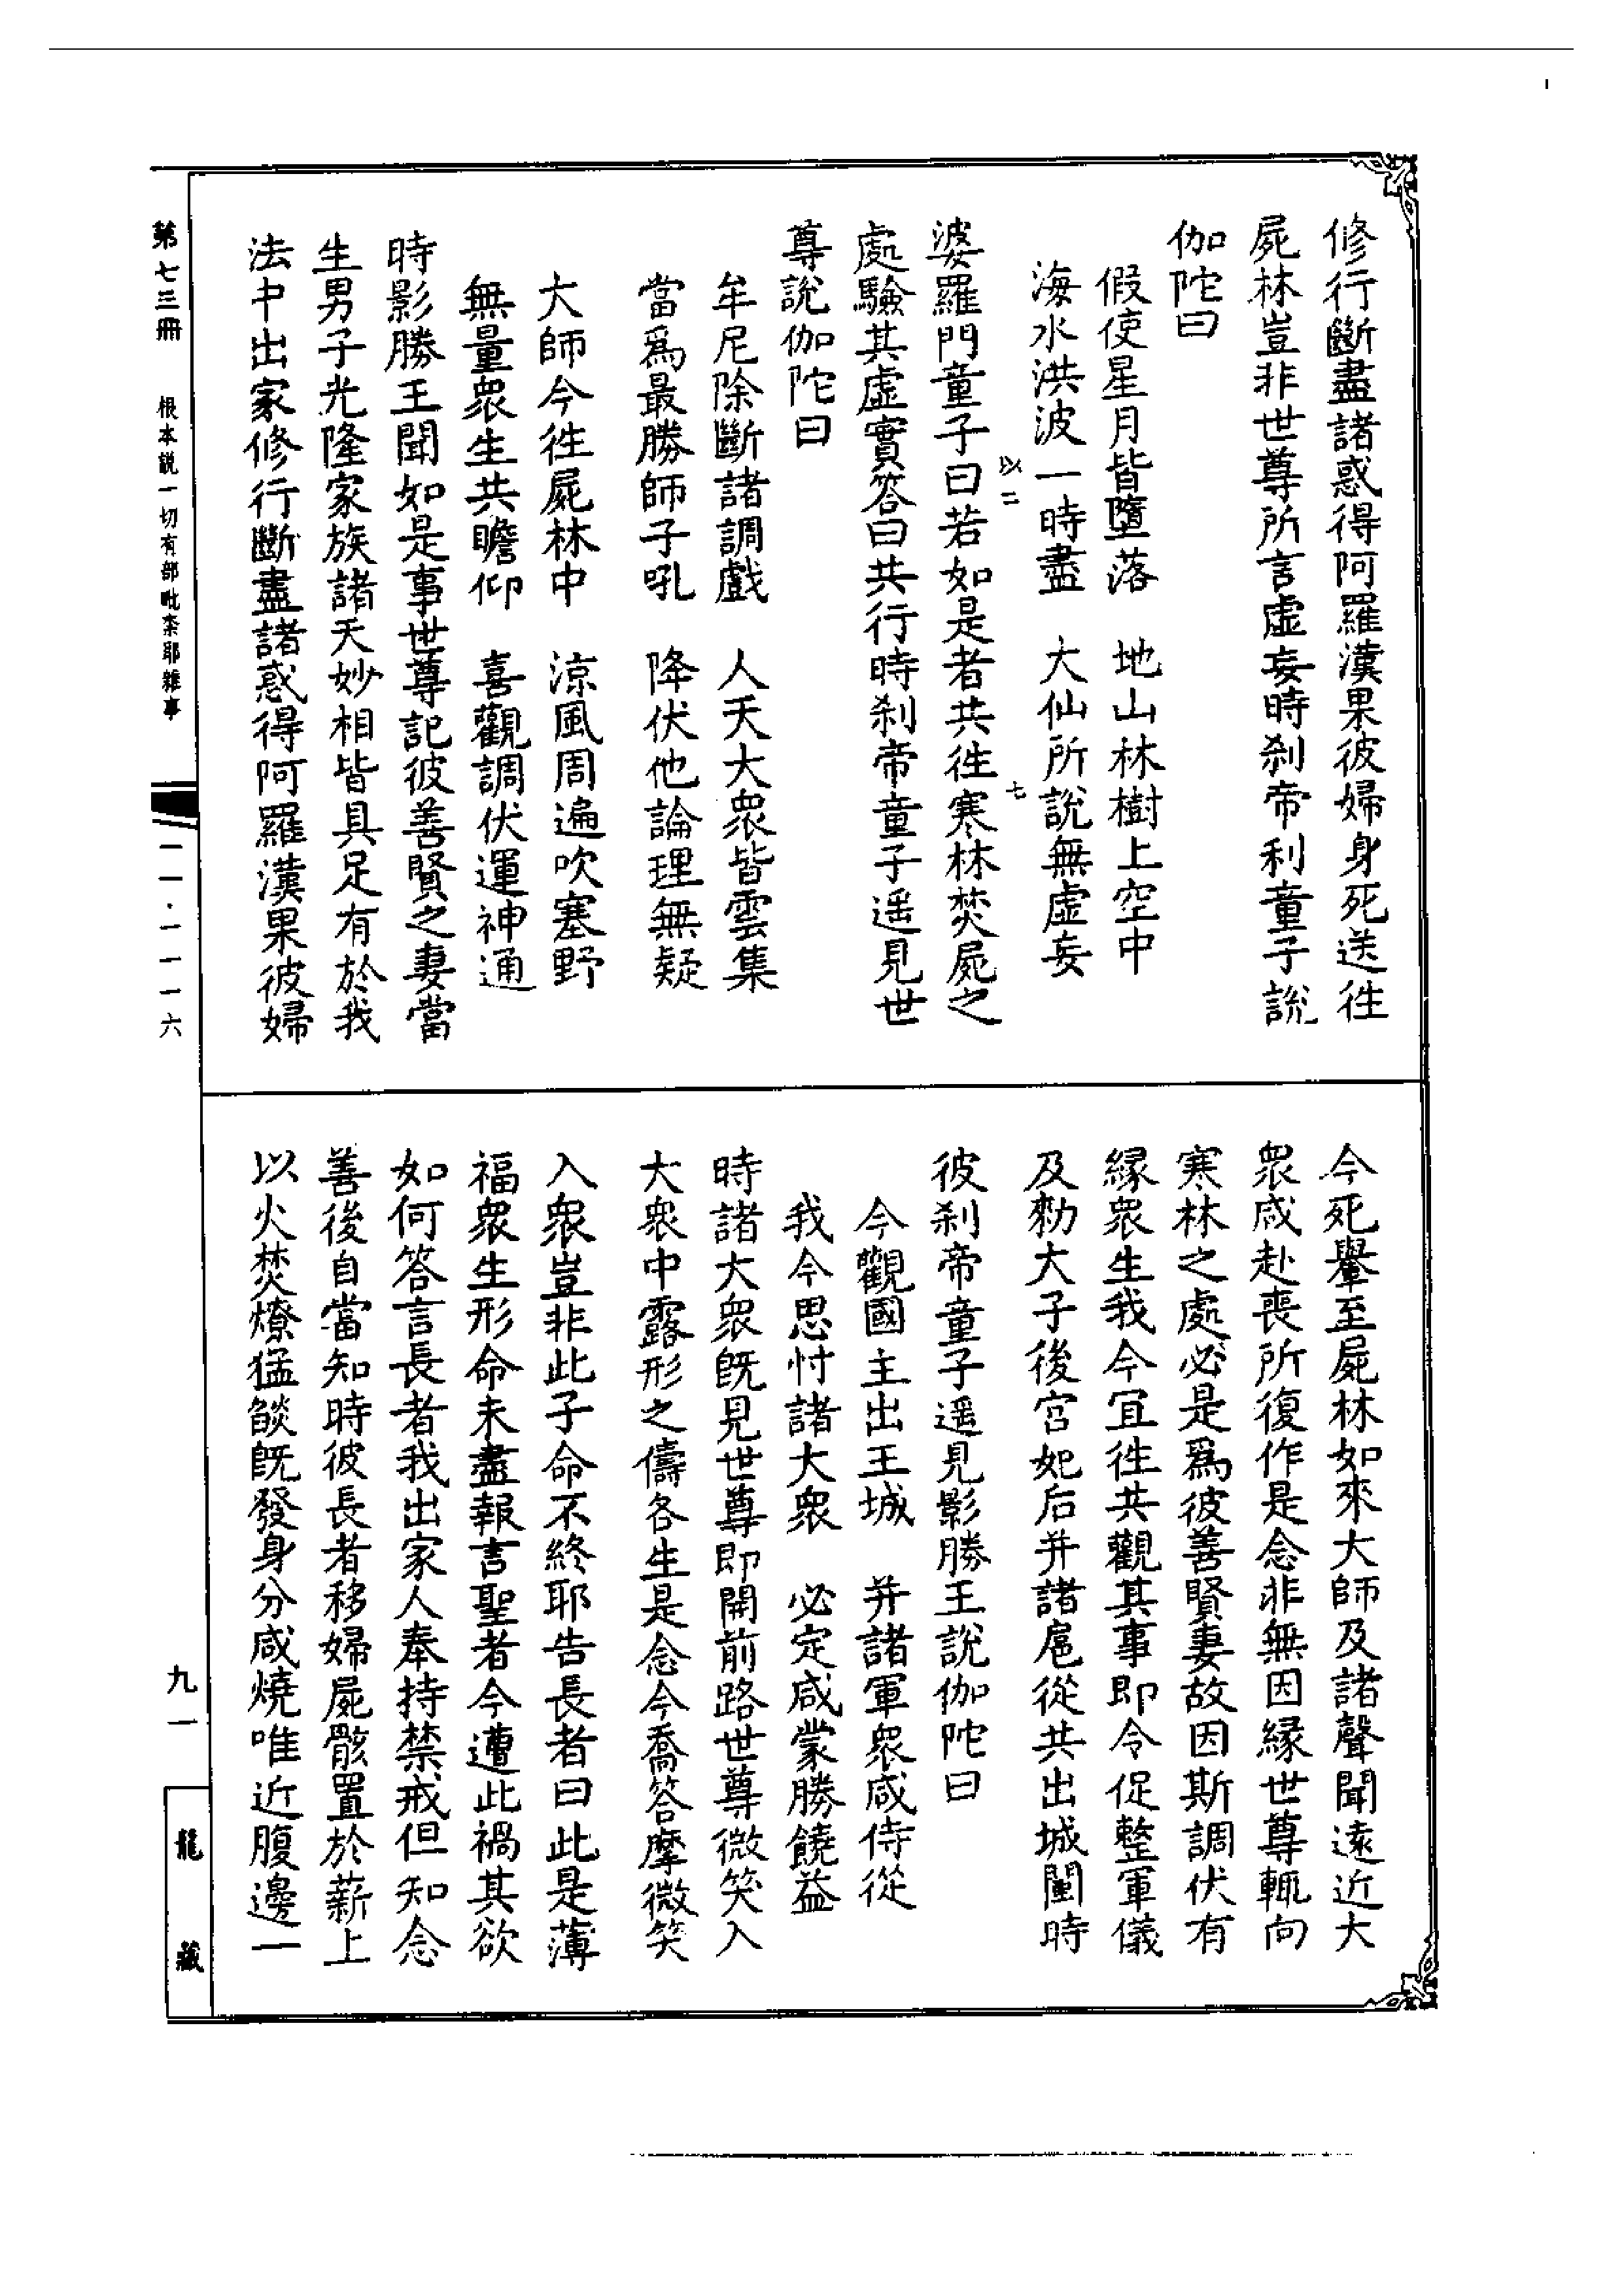 修行斷盡諸惑得阿羅漢果彼婦身死送往
屍林豈非世尊所言虛妄時刹帝利童子說
伽陀曰
假使星月皆墮落　地山林樹上空中
海水洪波一時盡　大仙所說無虛妄
婆羅門童子曰若如是者共往寒林焚屍之
處驗其虛實答曰共行時刹帝童子遥見世
尊說伽陀曰
牟尼除斷諸調戲　人天大衆皆雲集
當爲最勝師子吼　降伏他論理無疑
大師今往屍林中　涼風周遍吹塞野
無量衆生共瞻仰　喜觀調伏運神通
時影勝王聞如是事世尊記彼善賢之妻當
生男子光隆家族諸天妙相皆具足有於我
法中出家修行斷盡諸惑得阿羅漢果彼婦
今死轝至屍林如來大師及諸聲聞遠近大
衆咸赴喪所復作是念非無因縁世尊輒向
寒林之處必是爲彼善賢妻故因斯調伏有
縁衆生我今冝往共觀其事即令促整軍儀
及勑大子後宫妃后并諸扈從共出城闉時
彼刹帝童子遥見影勝王說伽陀曰
今觀國主出王城　并諸軍衆咸侍從
我今思忖諸大衆　必定咸蒙勝饒益
時諸大衆旣見世尊即開前路世尊微笑入
大衆中露形之儔各生是念今喬答摩微笑
入衆豈非此子命不終耶告長者曰此是薄
福衆生形命未盡報言聖者今遭此禍其欲
如何答言長者我出家人奉持禁戒但知念
善後自當知時彼長者移婦屍骸置於薪上
以火焚燎猛燄旣發身分咸燒唯近腹邊一
以二
七
第七三冊　根本説一切有部毗柰耶雜事
一一·一一一六
九一
龍藏